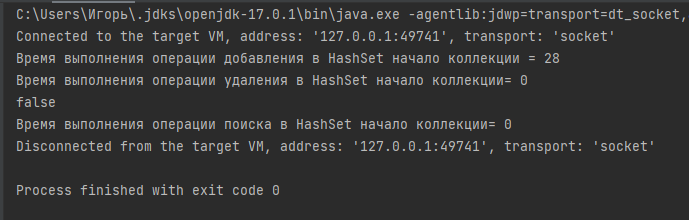 C:\Users\Игорь\.jdks\openjdk-17.0.1\bin\java.exe -agentlib:jdwp=transport=dt_socket,
Connected to the target VM, address: '127.0.0.1:49741', transport: 'socket'
Время выполнения операции добавления в HashSet начало коллекции = 28
Время выполнения операции удаления в HashSet начало коллекции= 0
false
Время выполнения операции поиска в HashSet начало коллекции= 0
Disconnected from the target VM, address: '127.0.0.1:49741', transport: 'socket'
Process finished with exit code 0